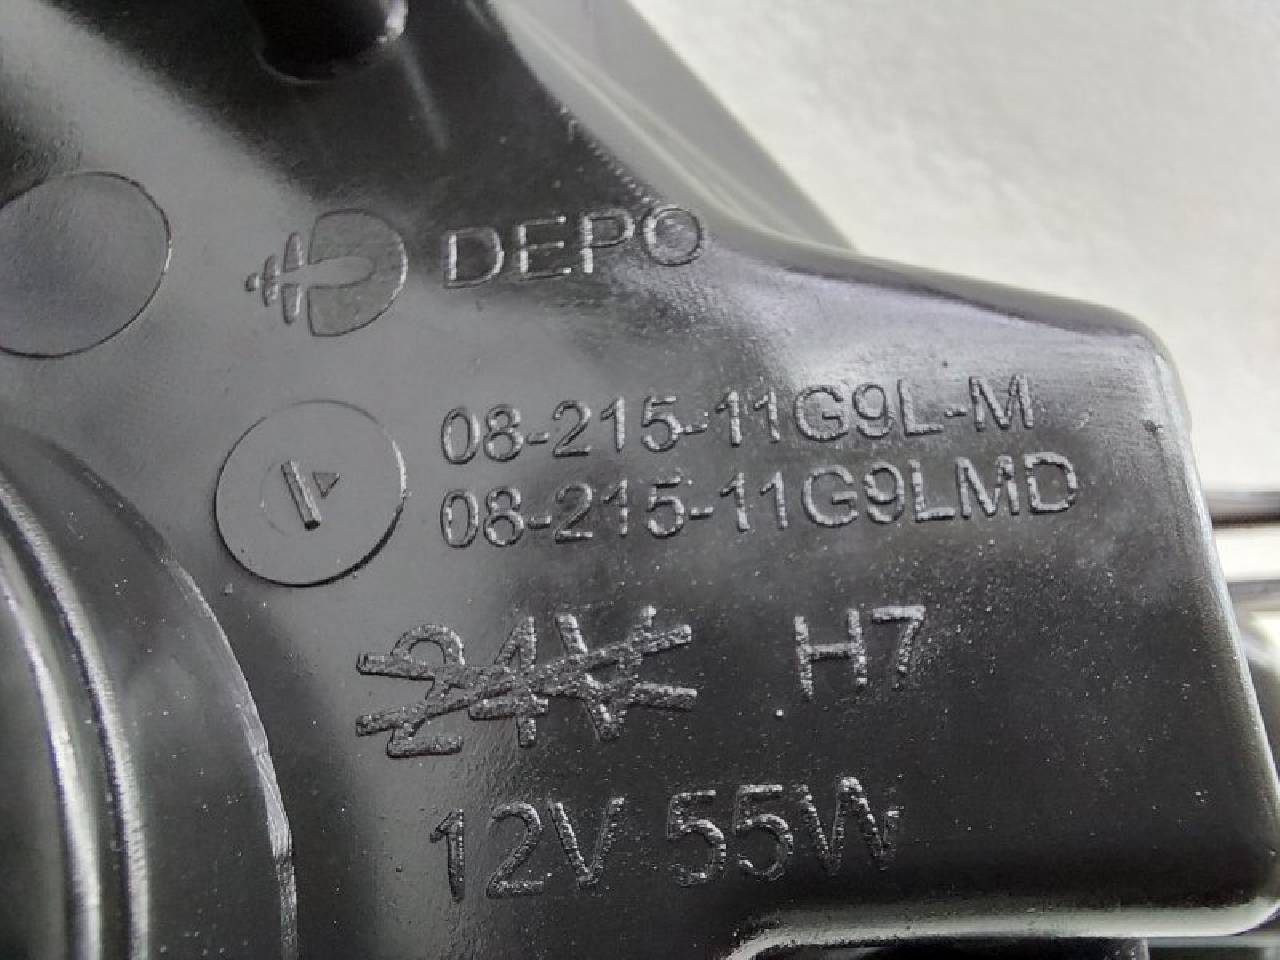 DEPO
08-215-11G9L-M
08-215-11G9LMD
24V H7
12V 55W